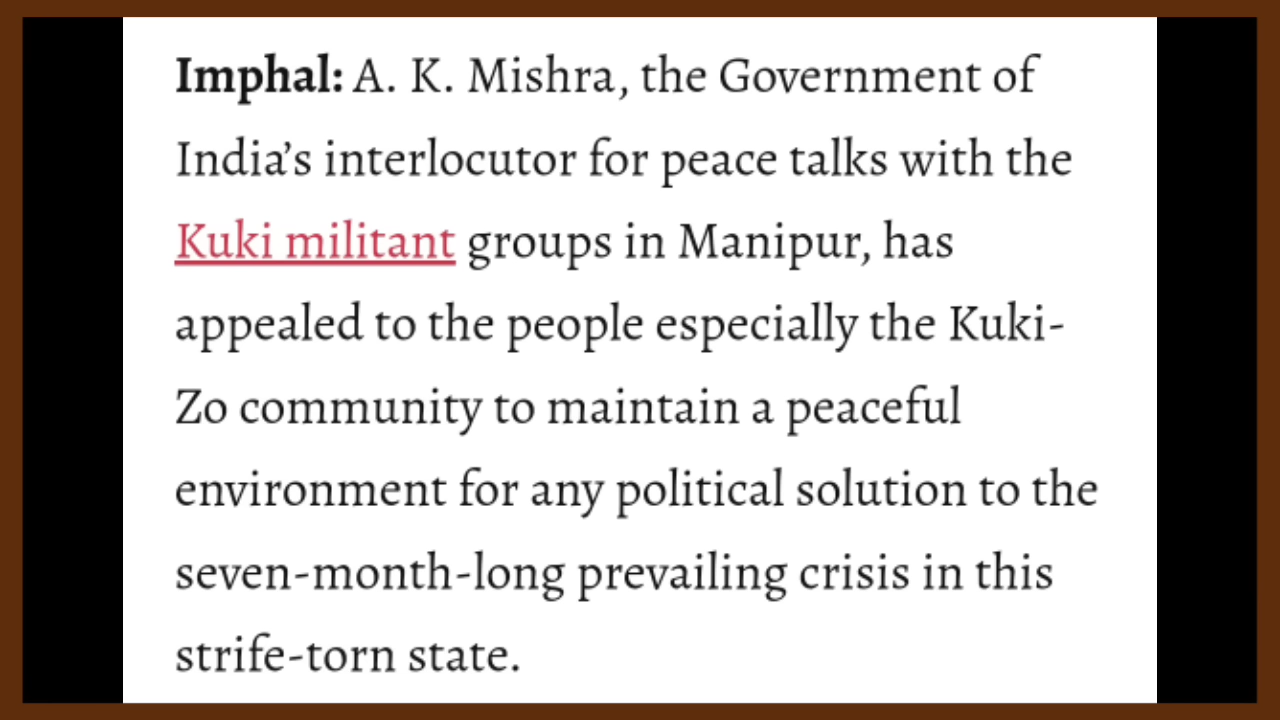 Imphal: A. K. Mishra, the Government of
India’s interlocutor for peace talks with the
Kuki militant groups in Manipur, has
appealed to the people especially the Kuki-
Zo community to maintain a peaceful
environment for any political solution to the
seven-month-long prevailing crisis in this
strife-torn state.